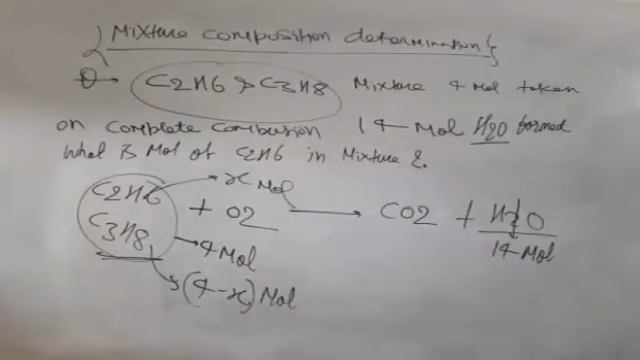 Mixture composition determination
Q→ C2H6 & C3H8 Mixture 4 Mol taken
on complete combusion 14 Mol H2O formed
What is Mol of C2H6 in Mixture ?
C2H6 → x Mol
C3H8 + O2 → CO2 + H2O
→ 4 Mol 14 Mol
→ (4-x) Mol